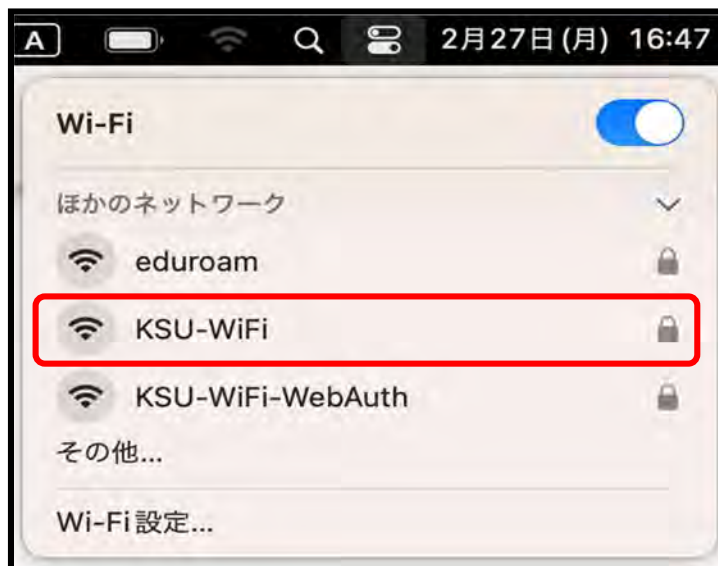 A 2月27日(月) 16:47
Wi-Fi
ほかのネットワーク
eduroam
KSU-WiFi
KSU-WiFi-WebAuth
その他...
Wi-Fi設定...